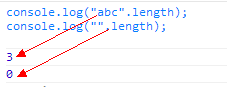 console.log("abc".length);
console.log("".length);
3
0